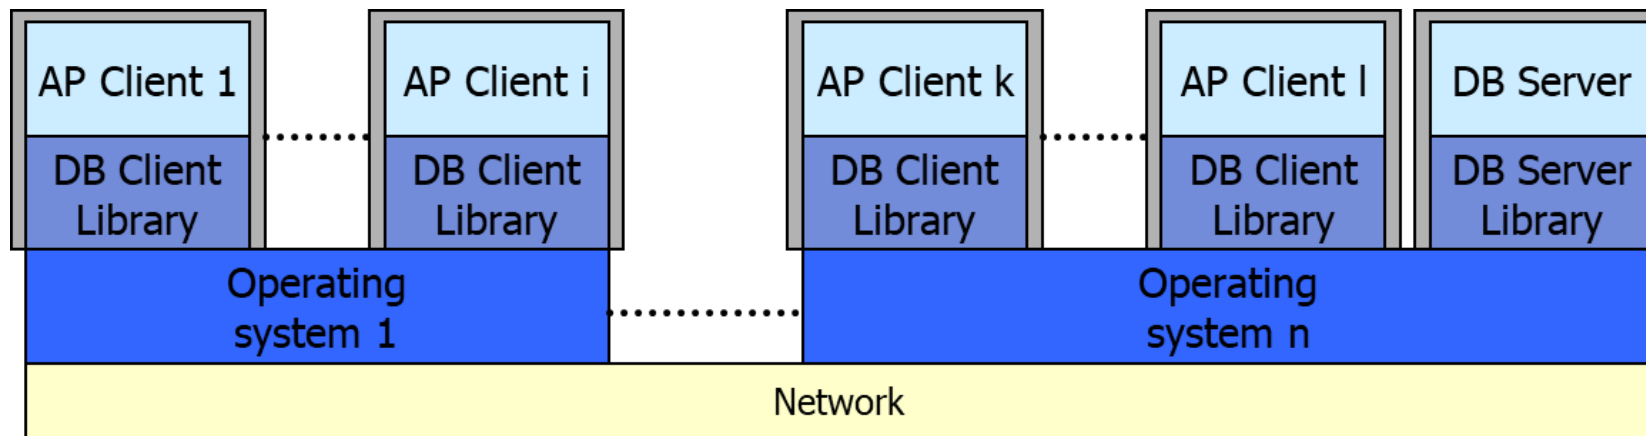 AP Client 1
DB Client
Library
AP Client i
DB Client
Library
AP Client k
DB Client
Library
AP Client l
DB Client
Library
DB Server
DB Server
Library
Operating
system 1
Operating
system n
Network